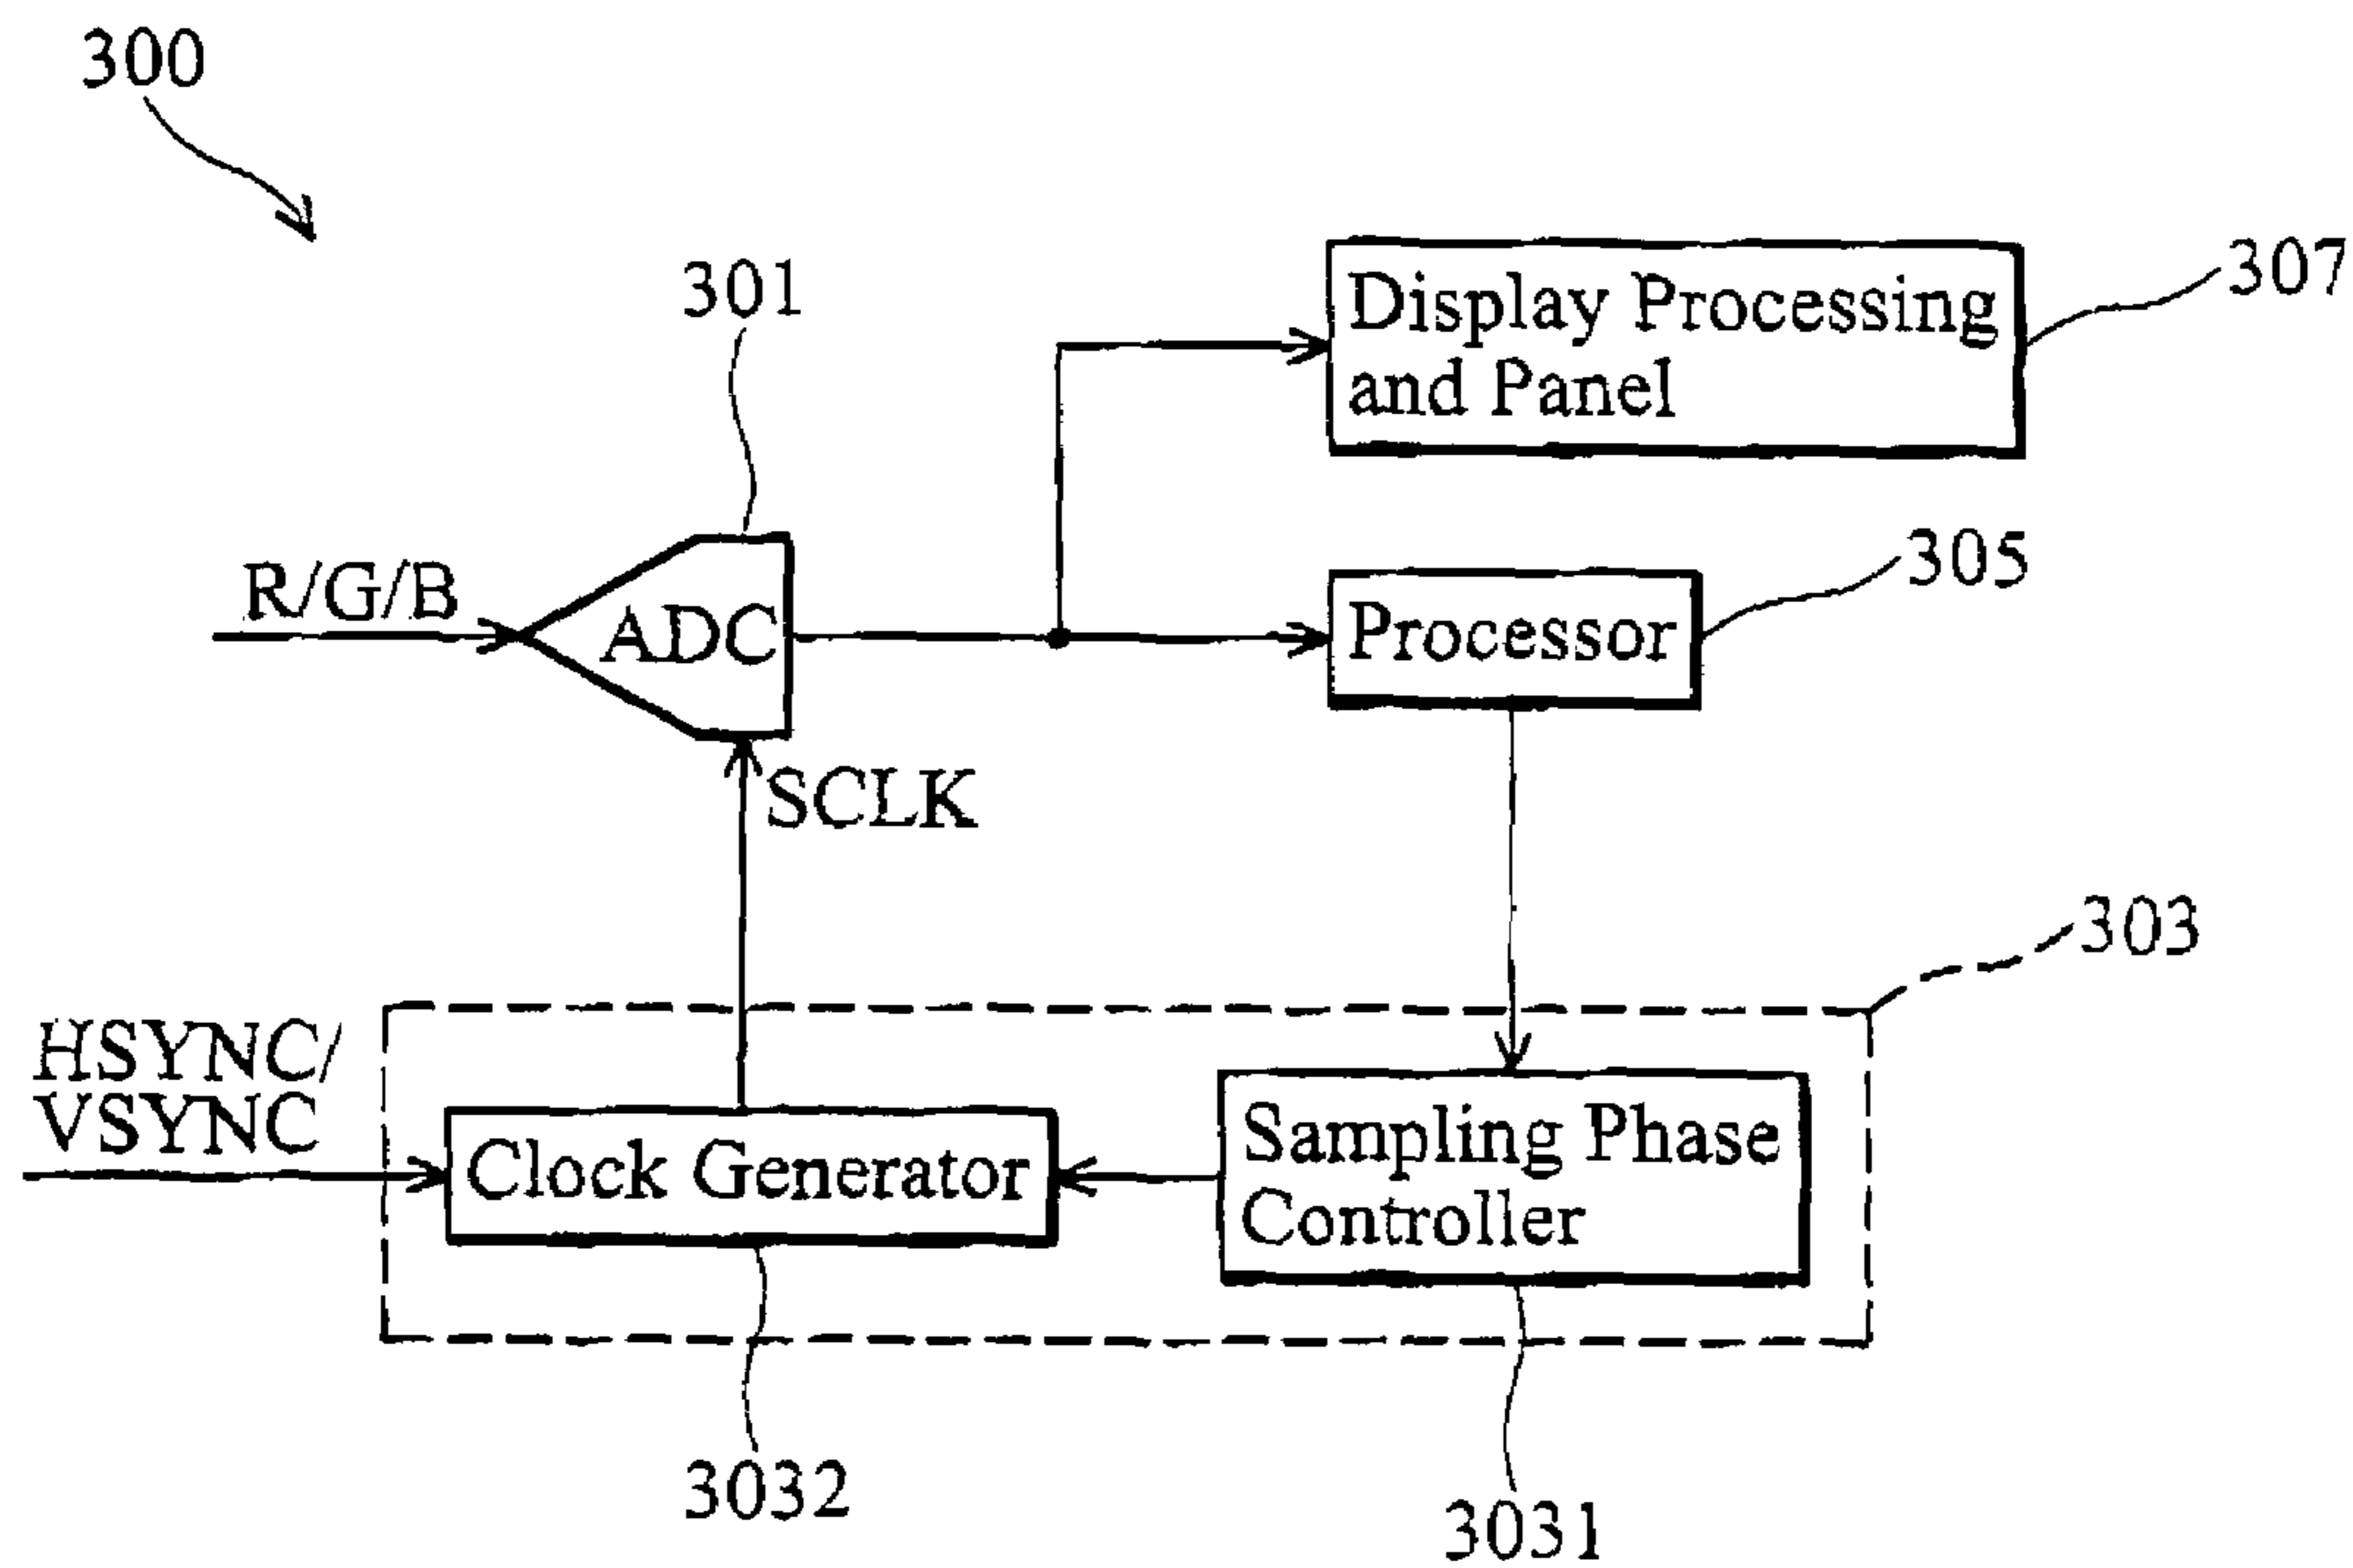 300
301
Display Processing
and Panel
307
R/G/B
ADC
Processor
305
SCLK
303
HSYNC/
VSYNC
Clock Generator
Sampling Phase
Controller
3032
3031